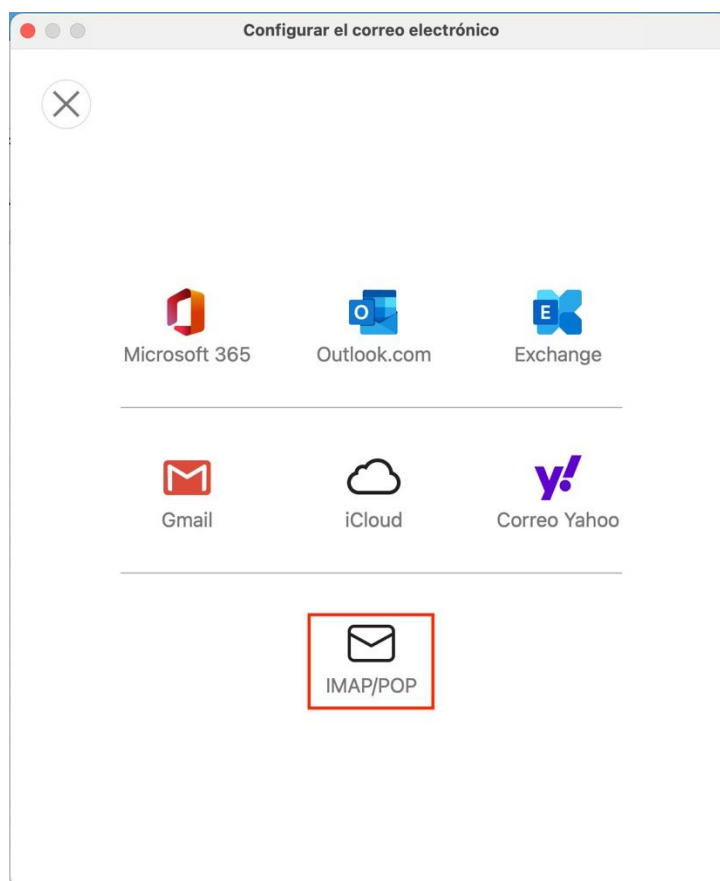 Configurar el correo electrónico
Microsoft 365
Outlook.com
Exchange
Gmail
iCloud
Correo Yahoo
IMAP/POP